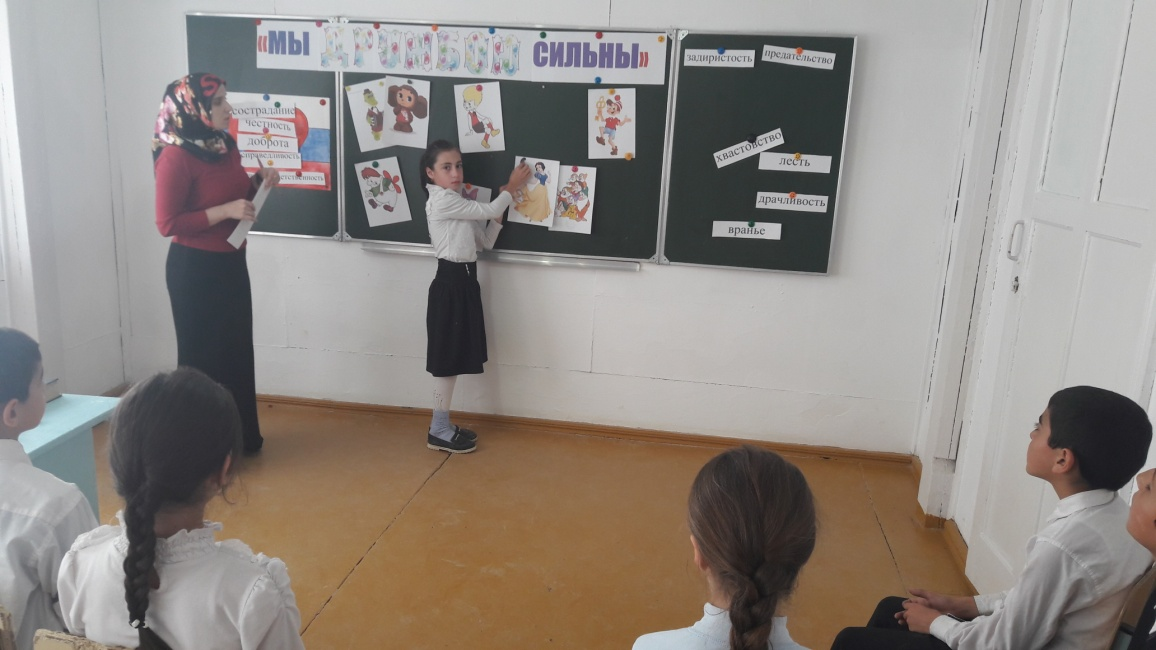 «МЫ ДРУЖБОЙ СИЛЬНЫ»
сострадание
честность
доброта
справедливость
задиристость
предательство
хвастовство
лесть
драчливость
вранье